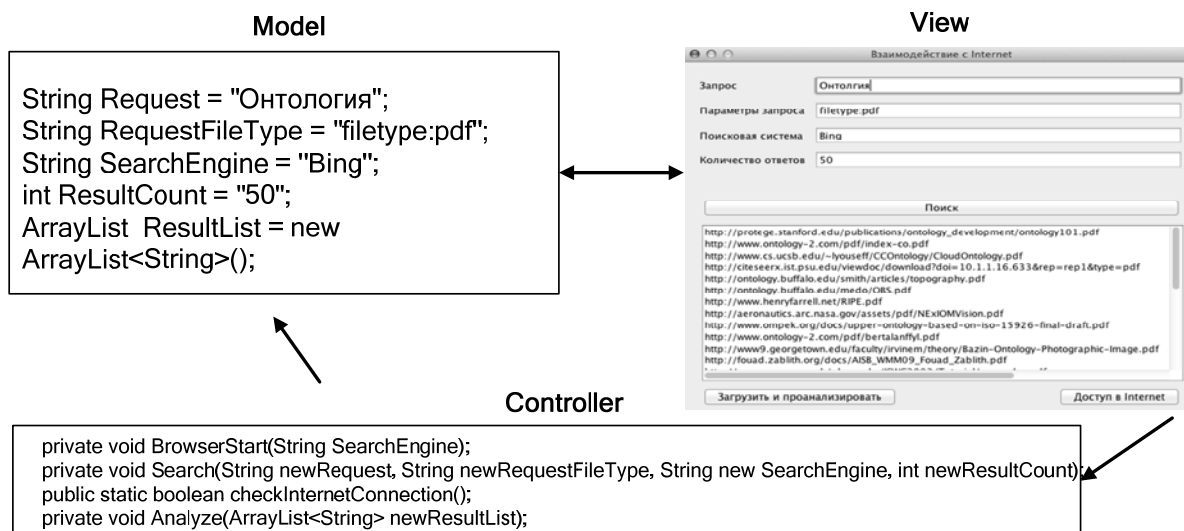 Model
String Request = "Онтология";
String RequestFileType = "filetype:pdf";
String SearchEngine = "Bing";
int ResultCount = "50";
ArrayList ResultList = new
ArrayList<String>();
View
Взаимодействие с Internet
Запрос
Онтолгия
Параметры запроса
filetype:pdf
Поисковая система
Bing
Количество ответов
50
Поиск
http://protege.stanford.edu/publications/ontology_development/ontology101.pdf
http://www.ontology-2.com/pdf/index-co.pdf
http://www.cs.ucsb.edu/~lyouseff/CCOntology/CloudOntology.pdf
http://citeseerx.ist.psu.edu/viewdoc/download?doi=10.1.1.16.633&rep=rep1&type=pdf
http://ontology.buffalo.edu/smith/articles/topography.pdf
http://ontology.buffalo.edu/medo/OBS.pdf
http://www.henryfarrell.net/RIPE.pdf
http://aeronautics.arc.nasa.gov/assets/pdf/NExIOMVision.pdf
http://www.ompek.org/docs/upper-ontology-based-on-iso-15926-final-draft.pdf
http://www.ontology-2.com/pdf/bertalanffyl.pdf
http://www9.georgetown.edu/faculty/irvinem/theory/Bazin-Ontology-Photographic-Image.pdf
http://fouad.zablith.org/docs/AISB_WMM09_Fouad_Zablith.pdf
Загрузить и проанализировать
Доступ в Internet
Controller
private void BrowserStart(String SearchEngine);
private void Search(String newRequest, String newRequestFileType, String new SearchEngine, int newResultCount);
public static boolean checkInternetConnection();
private void Analyze(ArrayList<String> newResultList);